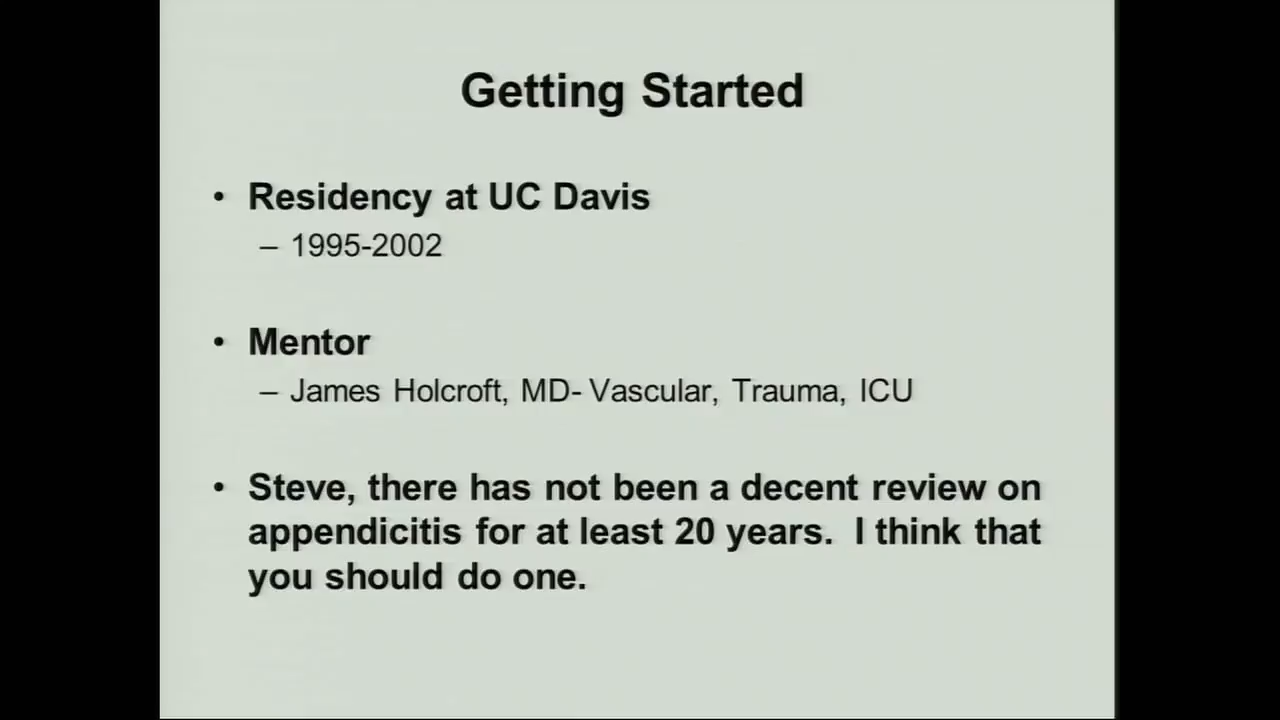 Getting Started
• Residency at UC Davis
– 1995-2002
• Mentor
– James Holcroft, MD- Vascular, Trauma, ICU
• Steve, there has not been a decent review on
appendicitis for at least 20 years.  I think that
you should do one.